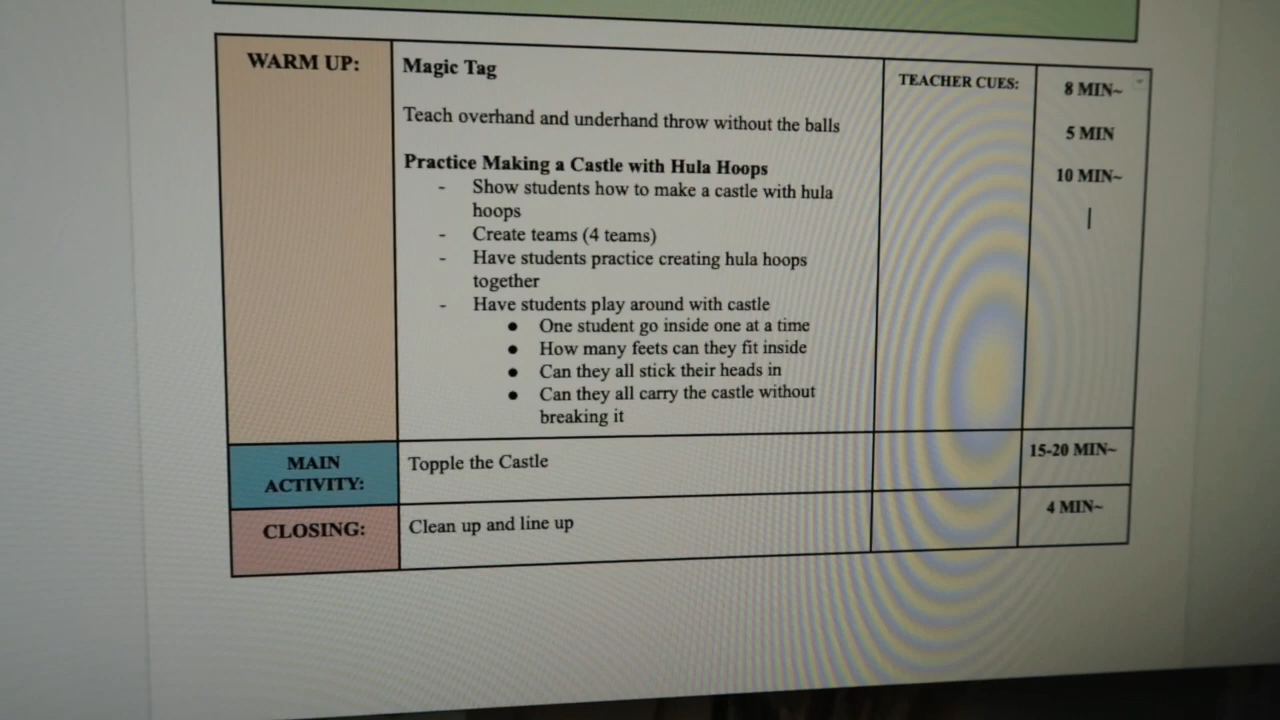 WARM UP:
Magic Tag
TEACHER CUES:
8 MIN~
Teach overhand and underhand throw without the balls
5 MIN
Practice Making a Castle with Hula Hoops
10 MIN~
- Show students how to make a castle with hula
hoops
- Create teams (4 teams)
- Have students practice creating hula hoops
together
- Have students play around with castle
● One student go inside one at a time
● How many feets can they fit inside
● Can they all stick their heads in
● Can they all carry the castle without
breaking it
MAIN
ACTIVITY:
Topple the Castle
15-20 MIN~
CLOSING:
Clean up and line up
4 MIN~